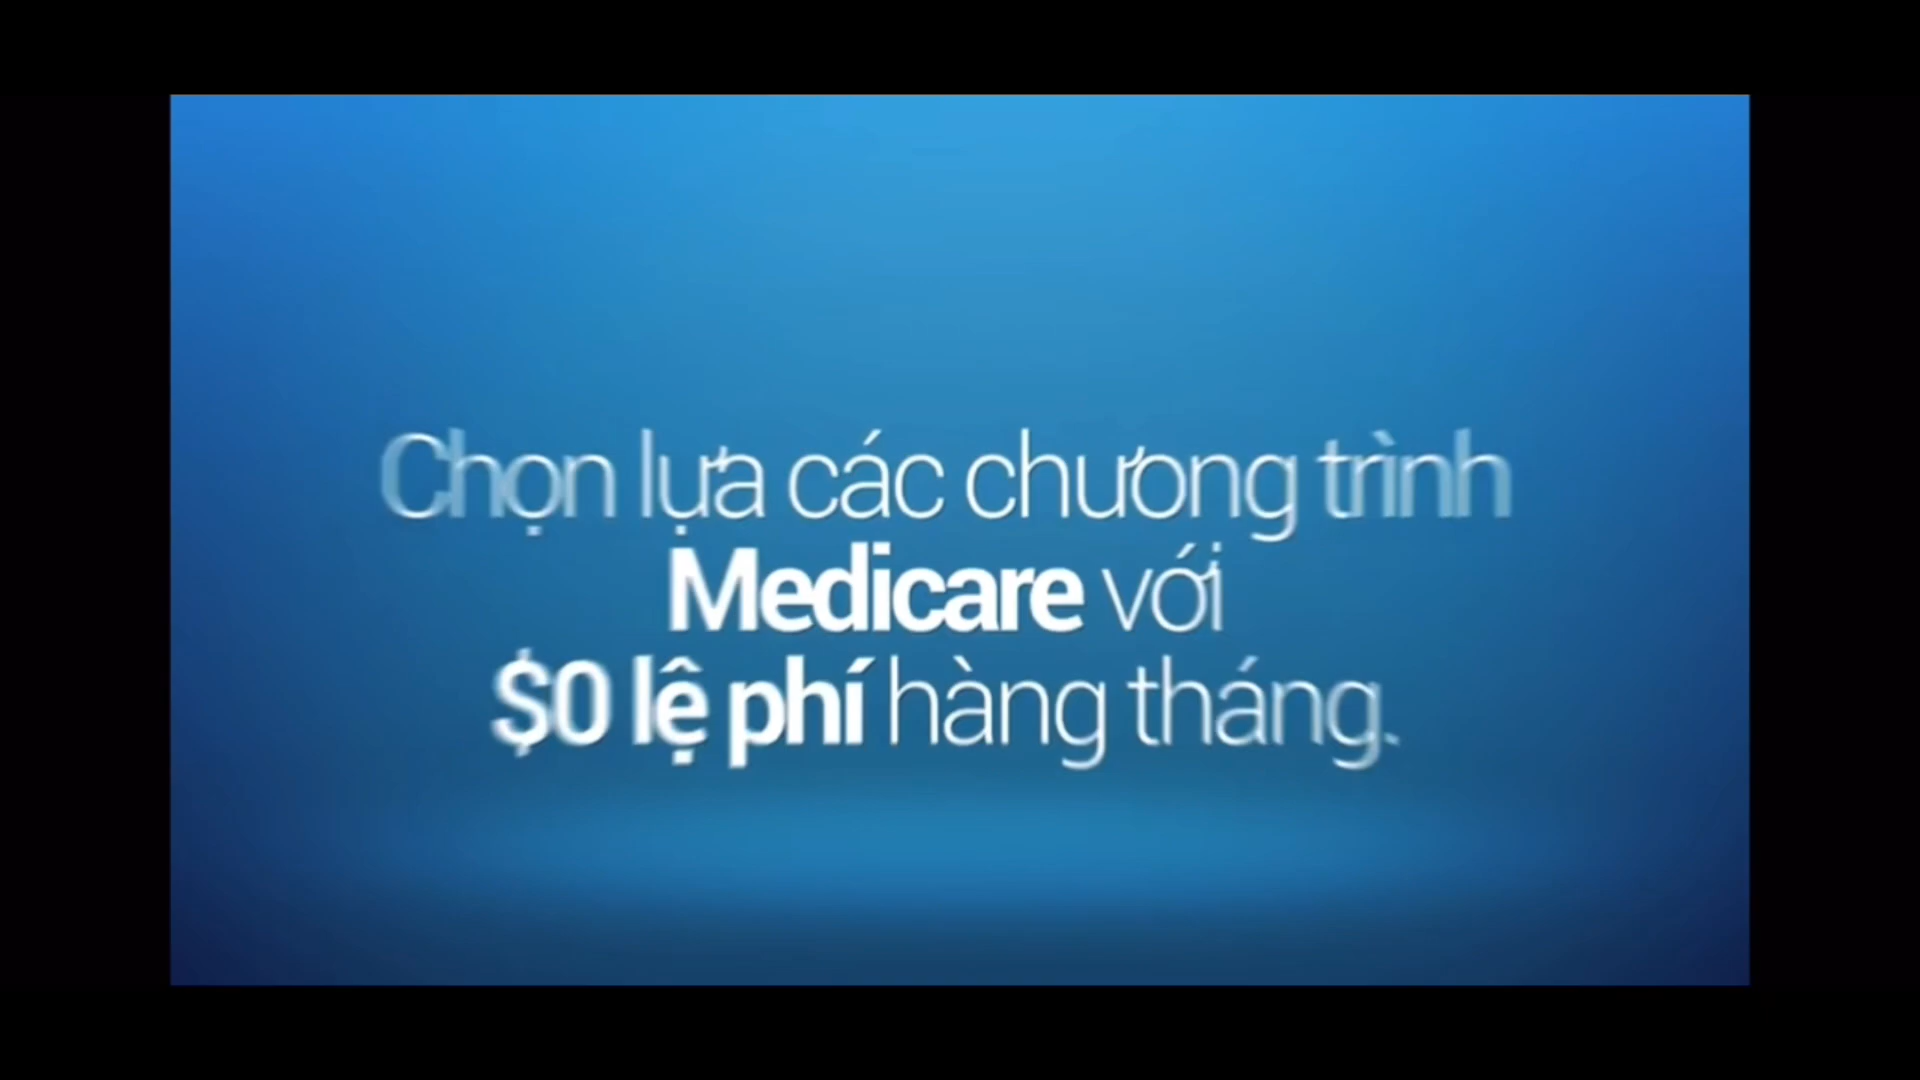 Chọn lựa các chương trình
Medicare với
$0 lệ phí hàng tháng.